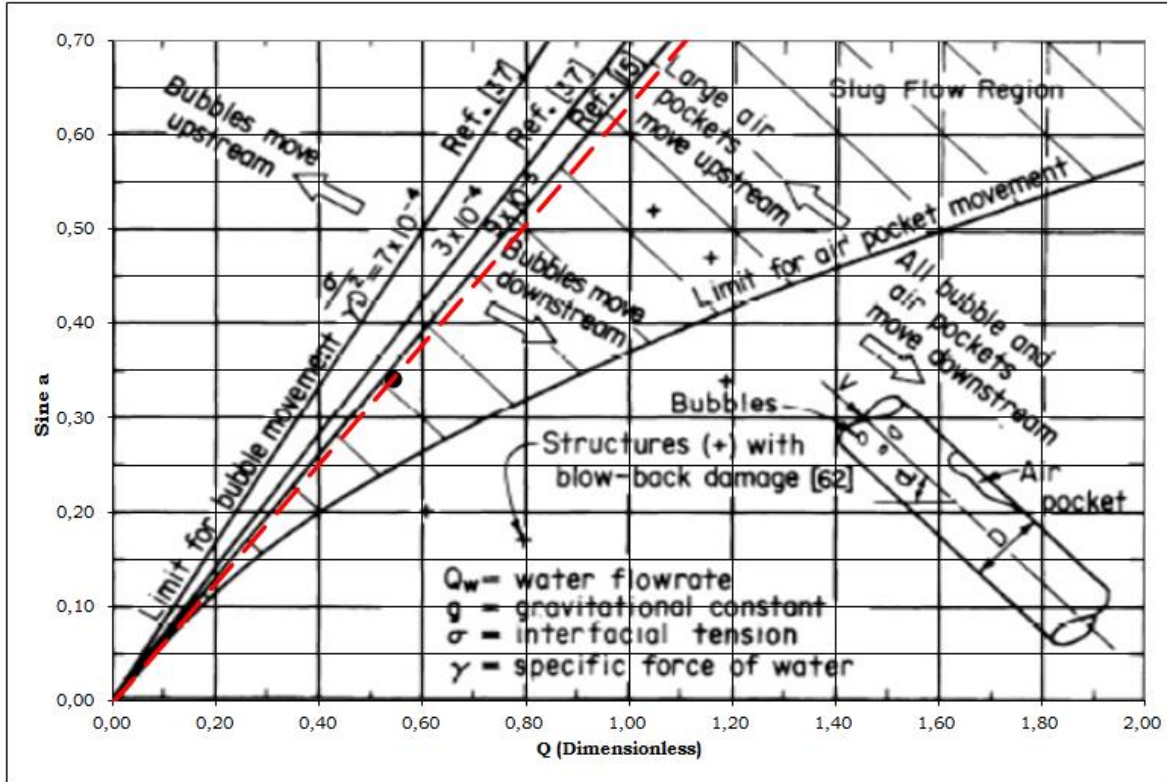 0,70
0,60
0,50
0,40
0,30
0,20
0,10
0,00
Sine a
0,00 0,20 0,40 0,60 0,80 1,00 1,20 1,40 1,60 1,80 2,00
Q (Dimensionless)
Bubbles move
upstream
Ref. [37]
Ref. [37]
Ref. [15]
Large air
pockets
move upstream
Slug Flow Region
Limit for bubble movement
σ
γD² = 7x10⁻⁴
3x10⁻⁴
Bubbles move
downstream
Limit for air pocket movement
All bubble and
air pockets
move downstream
Bubbles
Structures (+) with
blow-back damage [62]
V
D
Air
pocket
Qw = water flowrate
g = gravitational constant
σ = interfacial tension
γ = specific force of water